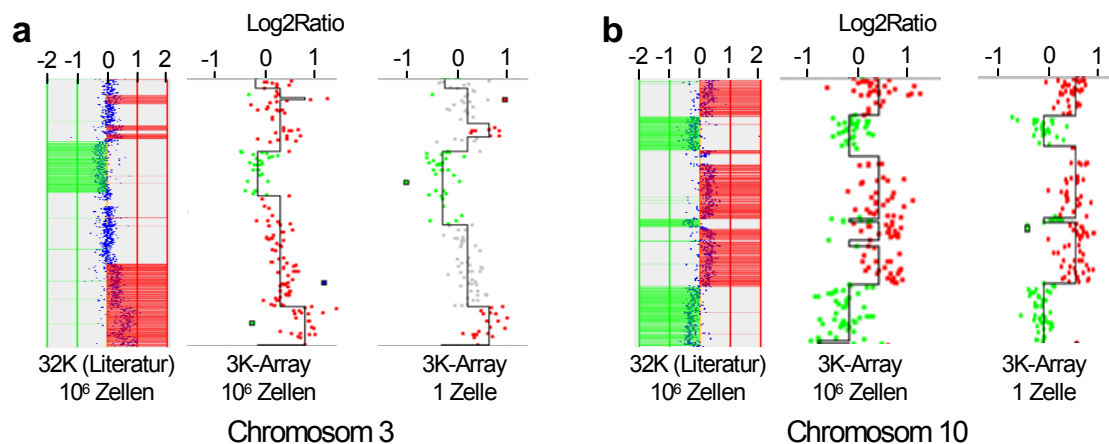 a
Log2Ratio
-2 -1 0 1 2
-1 0 1
-1 0 1
32K (Literatur)
10⁶ Zellen
3K-Array
10⁶ Zellen
3K-Array
1 Zelle
Chromosom 3
b
Log2Ratio
-2 -1 0 1 2
-1 0 1
-1 0 1
32K (Literatur)
10⁶ Zellen
3K-Array
10⁶ Zellen
3K-Array
1 Zelle
Chromosom 10